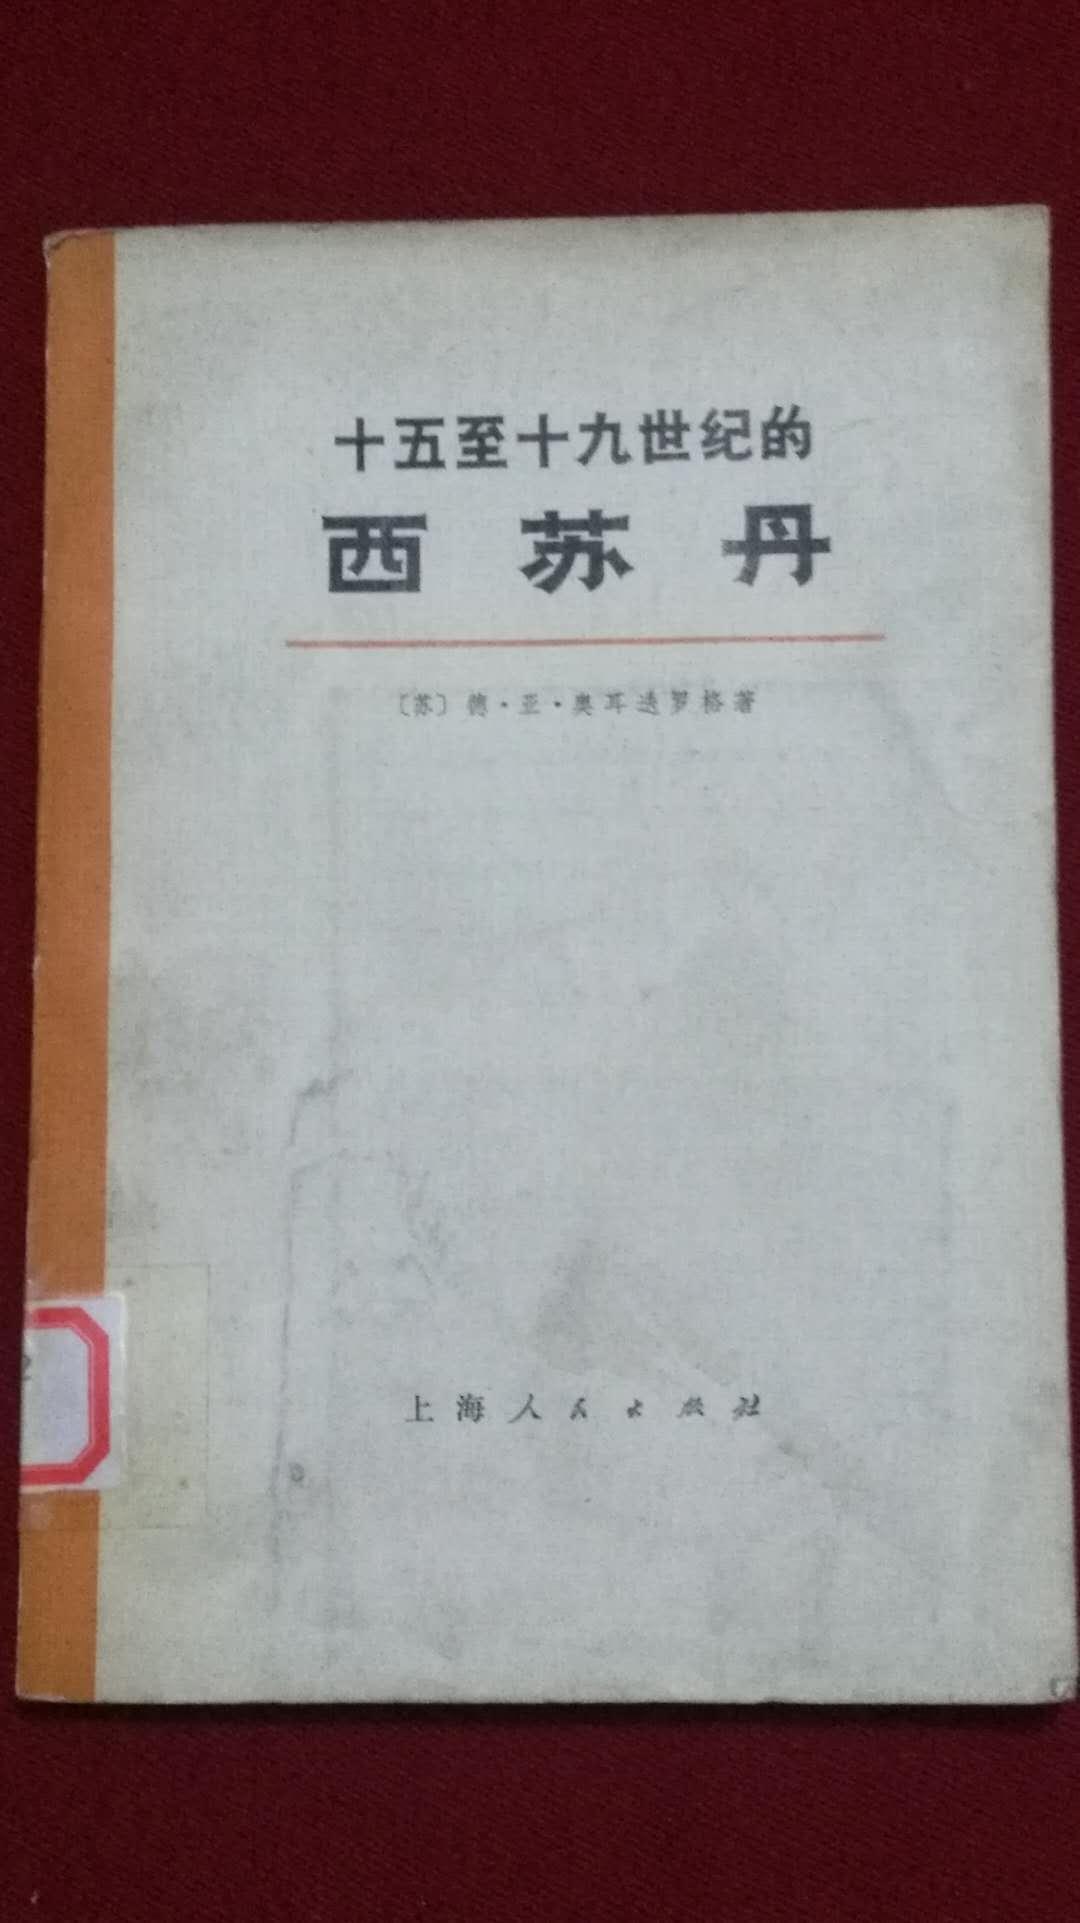 十五至十九世纪的
西苏丹
〔苏〕德·亚·奥耳迭罗格著
上海人民出版社
2